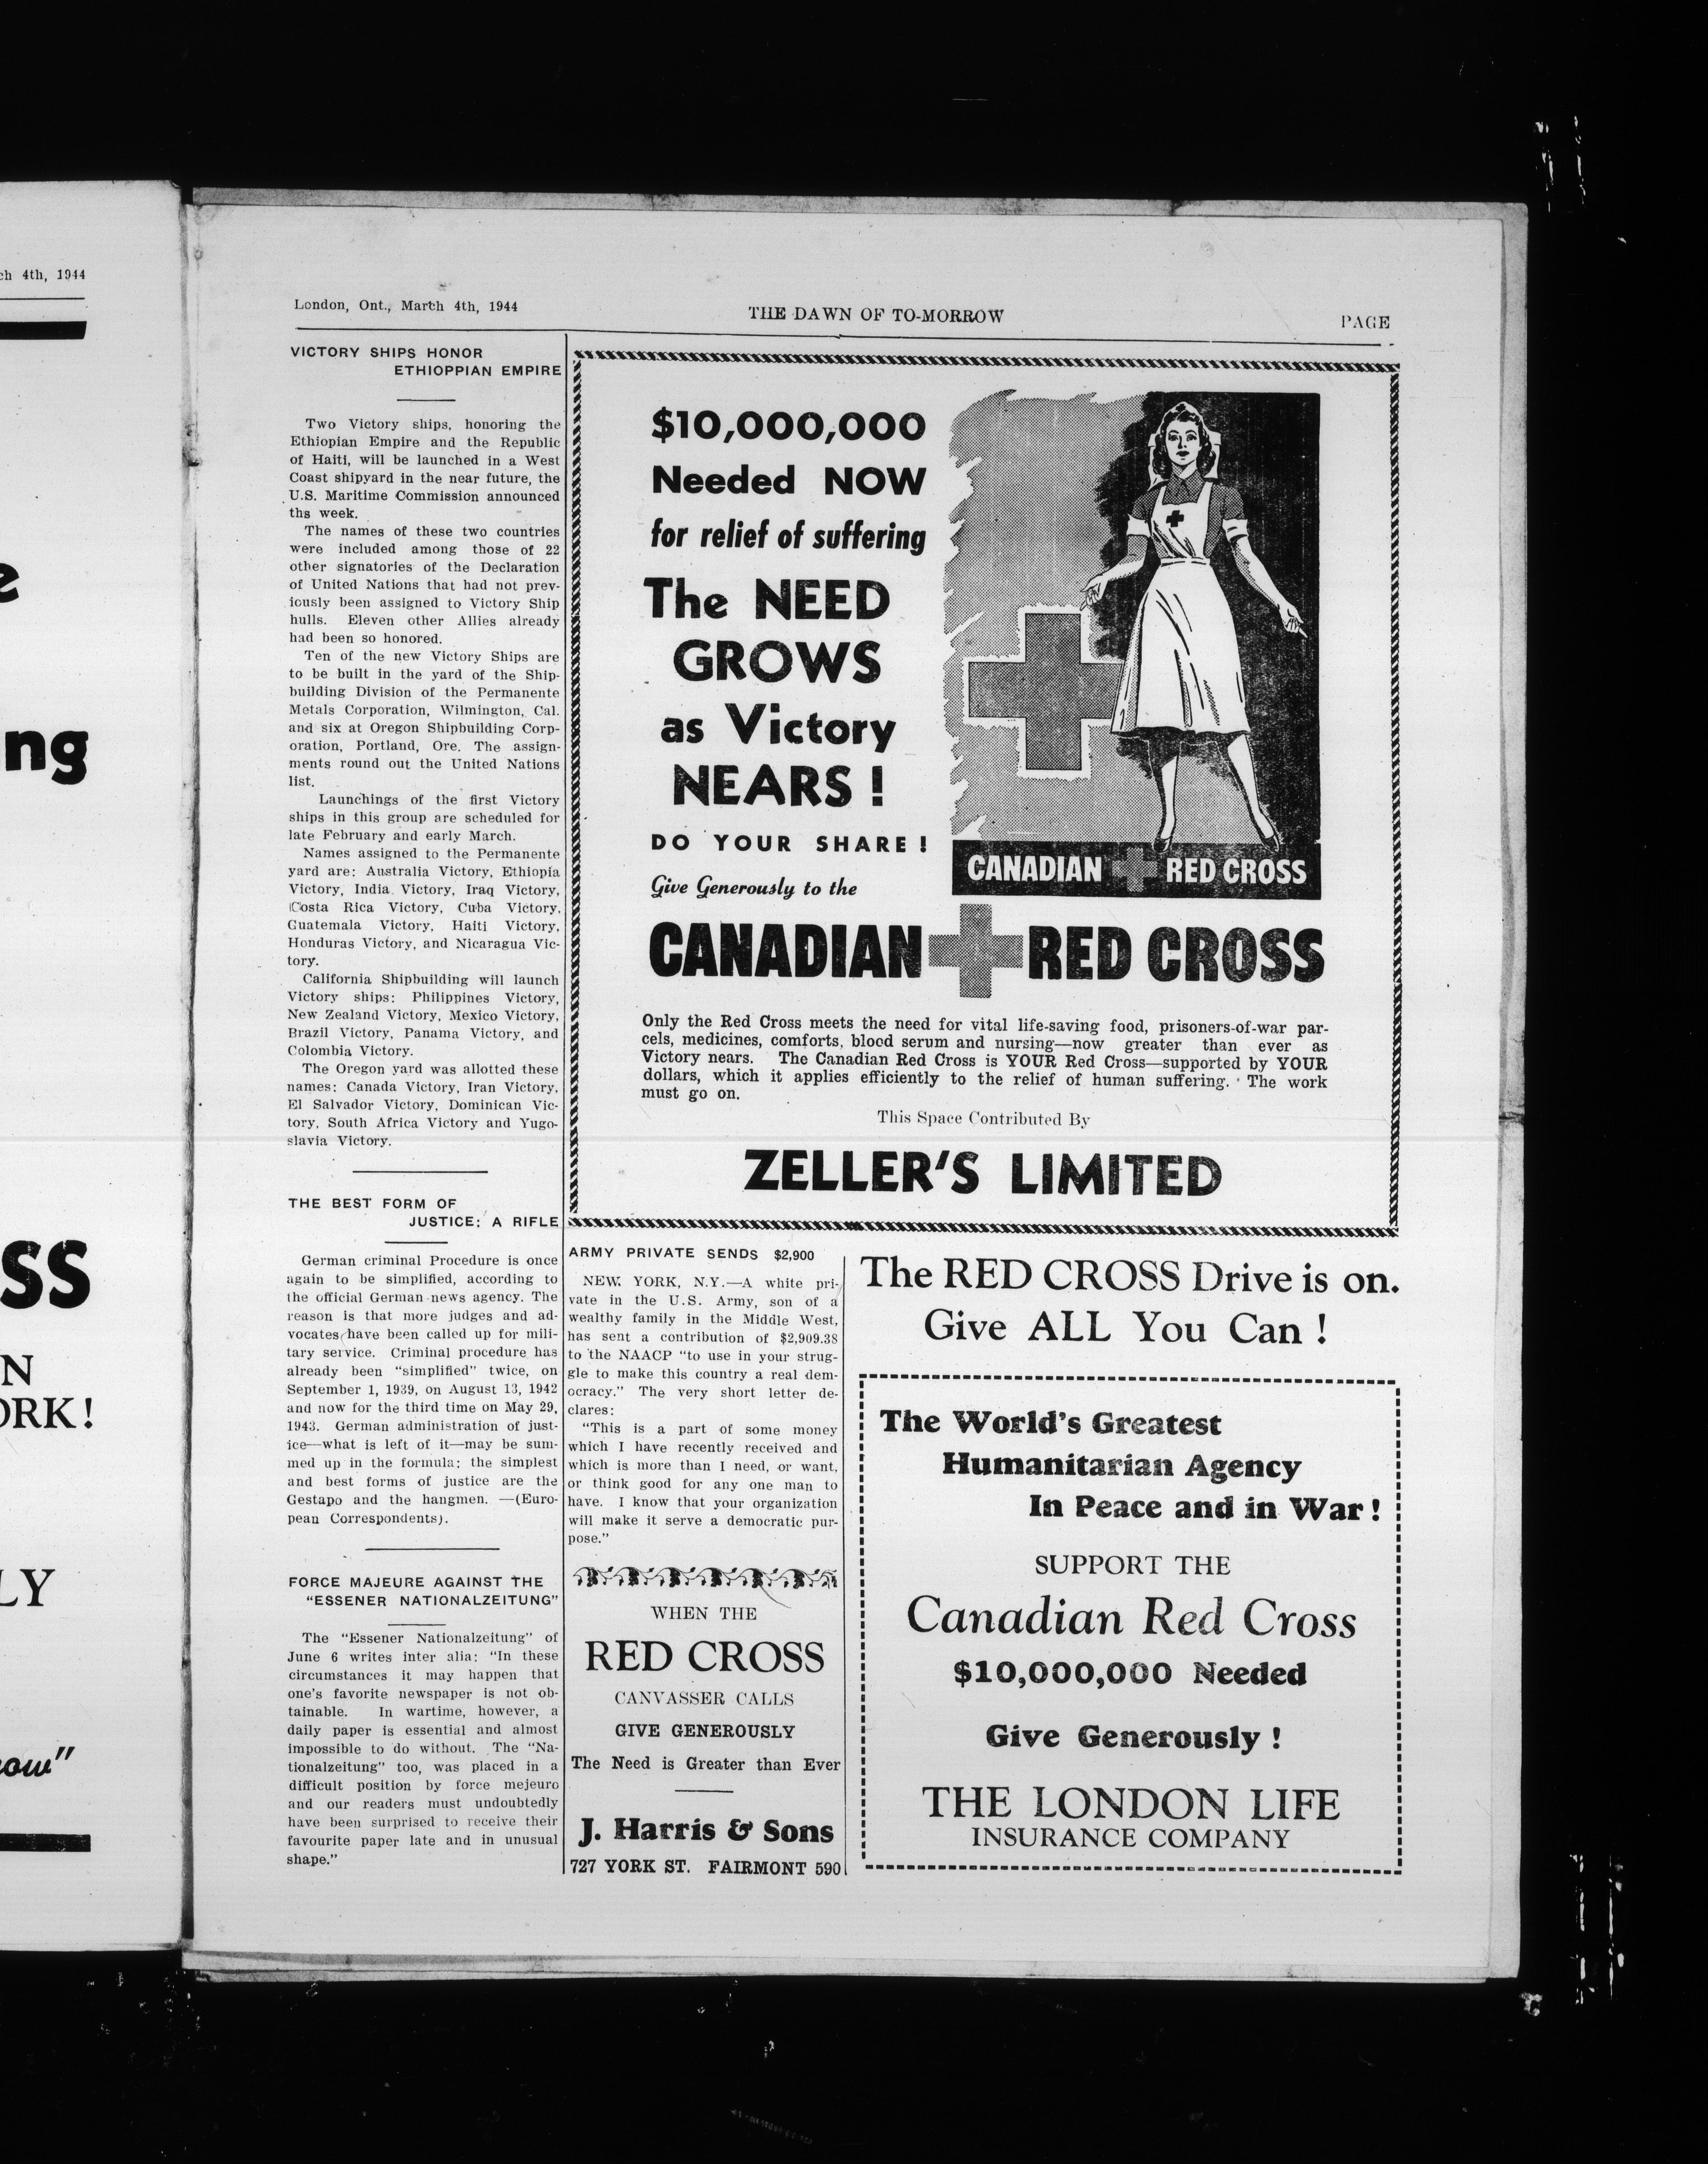 ch 4th, 1944
e
ng
SS
N
ORK!
LY
ow"
London, Ont., March 4th, 1944
THE DAWN OF TO-MORROW
PAGE
VICTORY SHIPS HONOR
ETHIOPPIAN EMPIRE
Two Victory ships, honoring the
Ethiopian Empire and the Republic
of Haiti, will be launched in a West
Coast shipyard in the near future, the
U.S. Maritime Commission announced
ths week.
The names of these two countries
were included among those of 22
other signatories of the Declaration
of United Nations that had not prev-
iously been assigned to Victory Ship
hulls. Eleven other Allies already
had been so honored.
Ten of the new Victory Ships are
to be built in the yard of the Ship-
building Division of the Permanente
Metals Corporation, Wilmington, Cal.
and six at Oregon Shipbuilding Corp-
oration, Portland, Ore. The assign-
ments round out the United Nations
list.
Launchings of the first Victory
ships in this group are scheduled for
late February and early March.
Names assigned to the Permanente
yard are: Australia Victory, Ethiopia
Victory, India Victory, Iraq Victory,
Costa Rica Victory, Cuba Victory,
Guatemala Victory, Haiti Victory,
Honduras Victory, and Nicaragua Vic-
tory.
California Shipbuilding will launch
Victory ships: Philippines Victory,
New Zealand Victory, Mexico Victory,
Brazil Victory, Panama Victory, and
Colombia Victory.
The Oregon yard was allotted these
names: Canada Victory, Iran Victory,
El Salvador Victory, Dominican Vic-
tory, South Africa Victory and Yugo-
slavia Victory.
THE BEST FORM OF
JUSTICE; A RIFLE
German criminal Procedure is once
again to be simplified, according to
the official German news agency. The
reason is that more judges and ad-
vocates have been called up for mili-
tary service. Criminal procedure has
already been "simplified" twice, on
September 1, 1939, on August 13, 1942
and now for the third time on May 29,
1943. German administration of just-
ice—what is left of it—may be sum-
med up in the formula: the simplest
and best forms of justice are the
Gestapo and the hangmen. —(Euro-
pean Correspondents).
FORCE MAJEURE AGAINST THE
"ESSENER NATIONALZEITUNG"
The "Essener Nationalzeitung" of
June 6 writes inter alia: "In these
circumstances it may happen that
one's favorite newspaper is not ob-
tainable. In wartime, however, a
daily paper is essential and almost
impossible to do without. The "Na-
tionalzeitung" too, was placed in a
difficult position by force mejeuro
and our readers must undoubtedly
have been surprised to receive their
favourite paper late and in unusual
shape."
$10,000,000
Needed NOW
for relief of suffering
The NEED
GROWS
as Victory
NEARS !
DO YOUR SHARE !
Give Generously to the
CANADIAN RED CROSS
CANADIAN RED CROSS
Only the Red Cross meets the need for vital life-saving food, prisoners-of-war par-
cels, medicines, comforts, blood serum and nursing—now greater than ever as
Victory nears. The Canadian Red Cross is YOUR Red Cross—supported by YOUR
dollars, which it applies efficiently to the relief of human suffering. The work
must go on.
This Space Contributed By
ZELLER'S LIMITED
ARMY PRIVATE SENDS $2,900
NEW YORK, N.Y.—A white pri-
vate in the U.S. Army, son of a
wealthy family in the Middle West,
has sent a contribution of $2,909.38
to the NAACP "to use in your strug-
gle to make this country a real dem-
ocracy." The very short letter de-
clares:
"This is a part of some money
which I have recently received and
which is more than I need, or want,
or think good for any one man to
have. I know that your organization
will make it serve a democratic pur-
pose."
WHEN THE
RED CROSS
CANVASSER CALLS
GIVE GENEROUSLY
The Need is Greater than Ever
J. Harris & Sons
727 YORK ST. FAIRMONT 590
The RED CROSS Drive is on.
Give ALL You Can !
The World's Greatest
Humanitarian Agency
In Peace and in War !
SUPPORT THE
Canadian Red Cross
$10,000,000 Needed
Give Generously !
THE LONDON LIFE
INSURANCE COMPANY